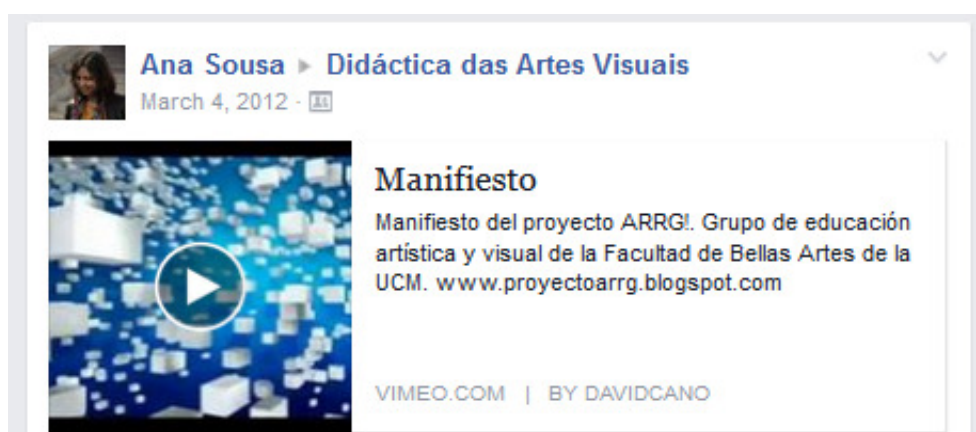 Ana Sousa ▸ Didáctica das Artes Visuais
March 4, 2012 ·
Manifiesto
Manifiesto del proyecto ARRG!. Grupo de educación
artística y visual de la Facultad de Bellas Artes de la
UCM. www.proyectoarrg.blogspot.com
VIMEO.COM | BY DAVIDCANO